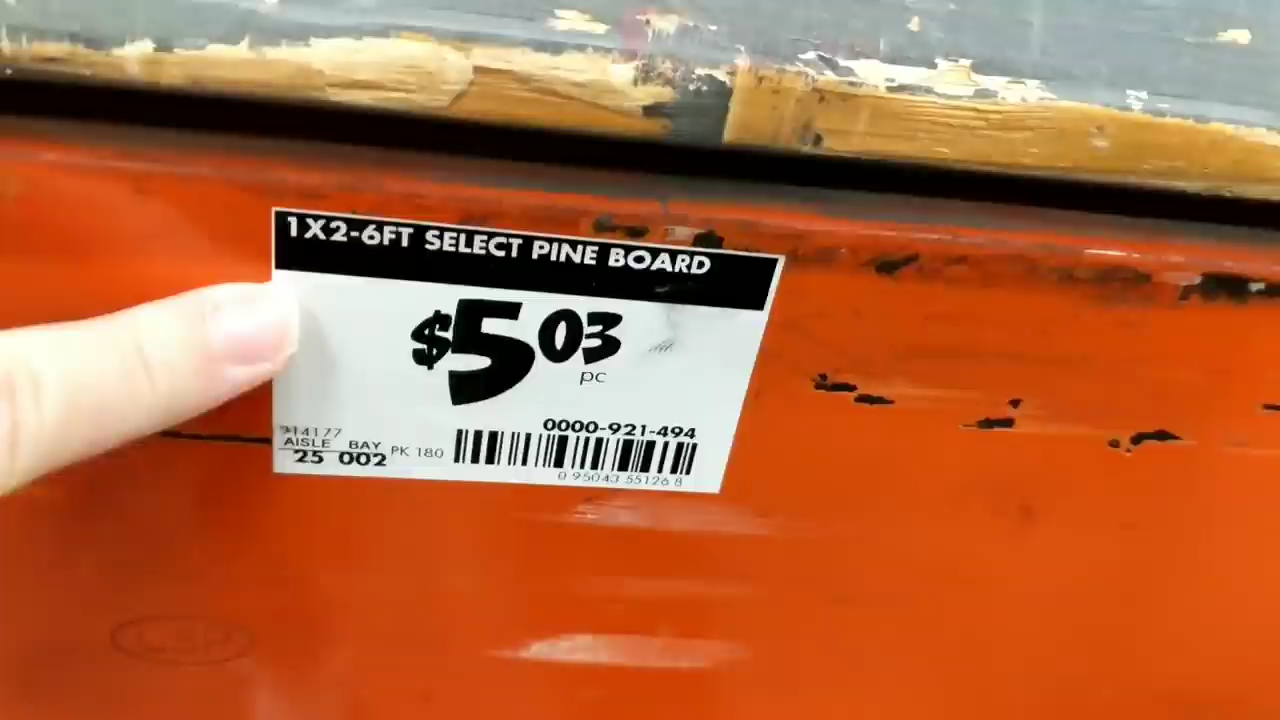 1X2-6FT SELECT PINE BOARD
$5 03
pc
0000-921-494
14177
AISLE BAY
25 002
PK 180
0 95043 55126 8